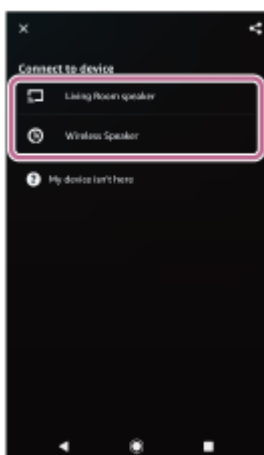 Connect to device
Living Room speaker
Wireless Speaker
My device isn't here